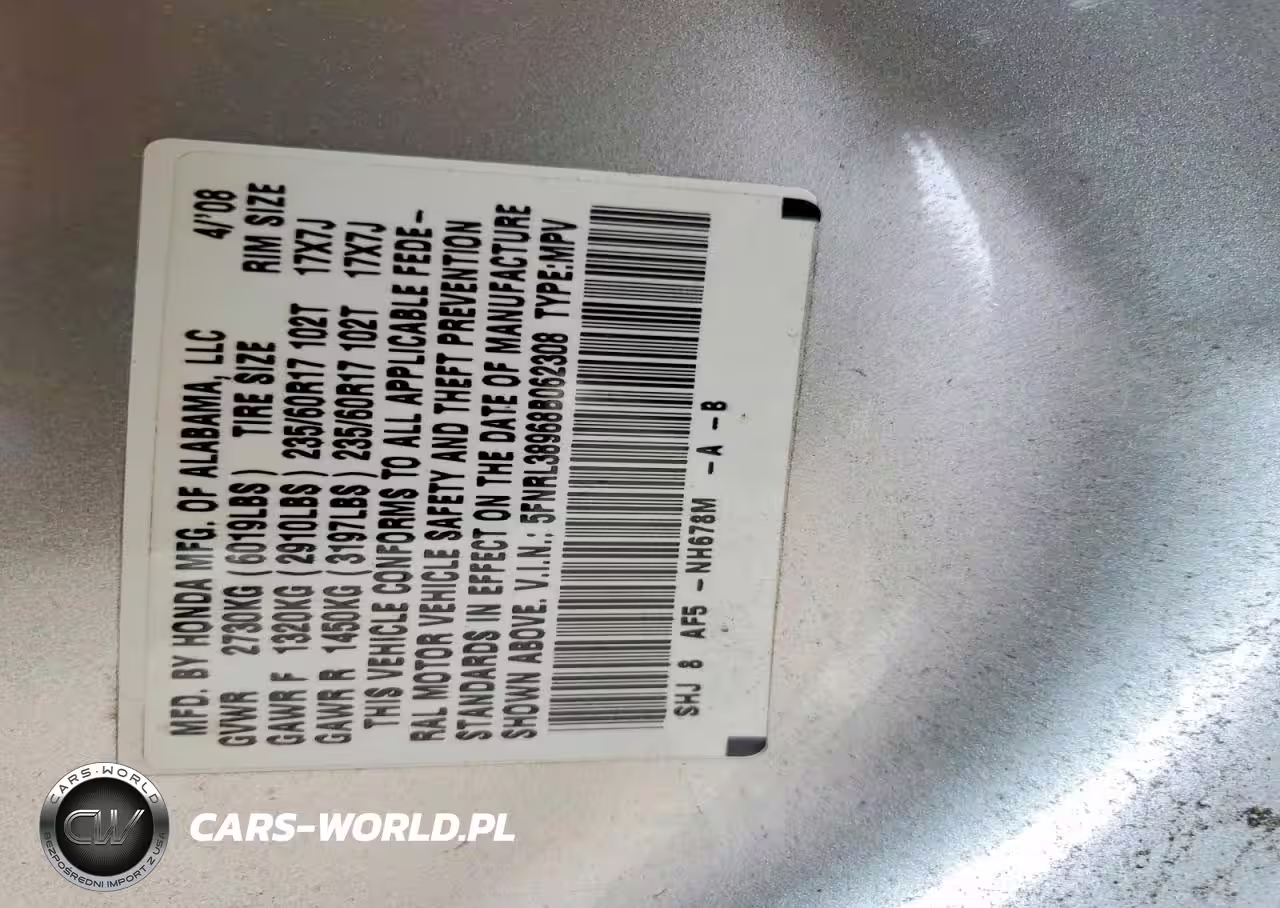 MFD. BY HONDA MFG. OF ALABAMA, LLC 4/'08
GVWR 2730KG (6019LBS) TIRE SIZE RIM SIZE
GAWR F 1320KG (2910LBS) 235/60R17 102T 17X7J
GAWR R 1450KG (3197LBS) 235/60R17 102T 17X7J
THIS VEHICLE CONFORMS TO ALL APPLICABLE FEDE-
RAL MOTOR VEHICLE SAFETY AND THEFT PREVENTION
STANDARDS IN EFFECT ON THE DATE OF MANUFACTURE
SHOWN ABOVE. V.I.N.: 5FNRL38968B062308 TYPE:MPV
SHJ 8 AF5 -NH678M -A -B
CARS-WORLD
CW
BEZPOŚREDNI IMPORT Z USA
CARS-WORLD.PL